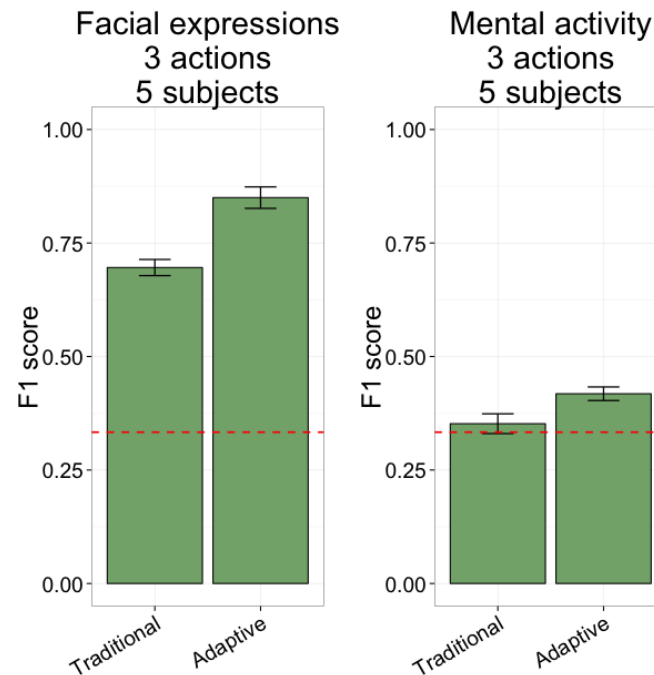 Facial expressions
3 actions
5 subjects
F1 score
1.00
0.75
0.50
0.25
0.00
Traditional
Adaptive
Mental activity
3 actions
5 subjects
F1 score
1.00
0.75
0.50
0.25
0.00
Traditional
Adaptive